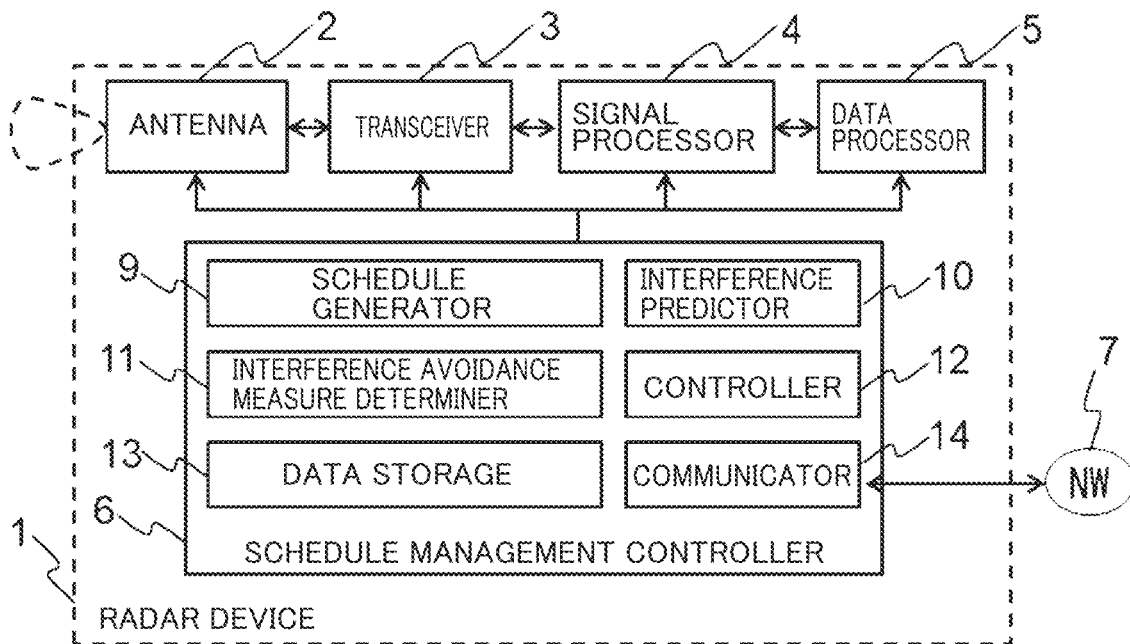 2 3 4 5
ANTENNA
TRANSCEIVER
SIGNAL
PROCESSOR
DATA
PROCESSOR
9
SCHEDULE
GENERATOR
INTERFERENCE
PREDICTOR
10
11
INTERFERENCE AVOIDANCE
MEASURE DETERMINER
CONTROLLER
12
7
13
DATA STORAGE
COMMUNICATOR
14
NW
6
SCHEDULE MANAGEMENT CONTROLLER
1
RADAR DEVICE